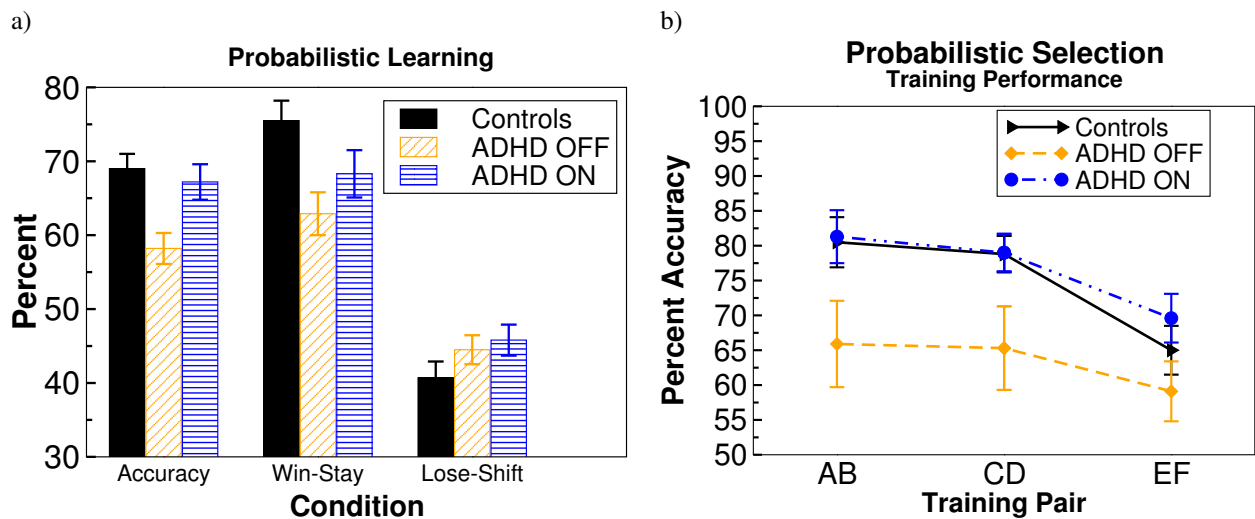 a)
Probabilistic Learning
80
70
60
50
40
30
Percent
Controls
ADHD OFF
ADHD ON
Accuracy Win-Stay Lose-Shift
Condition
b)
Probabilistic Selection
Training Performance
100
95
90
85
80
75
70
65
60
55
50
Percent Accuracy
Controls
ADHD OFF
ADHD ON
AB CD EF
Training Pair